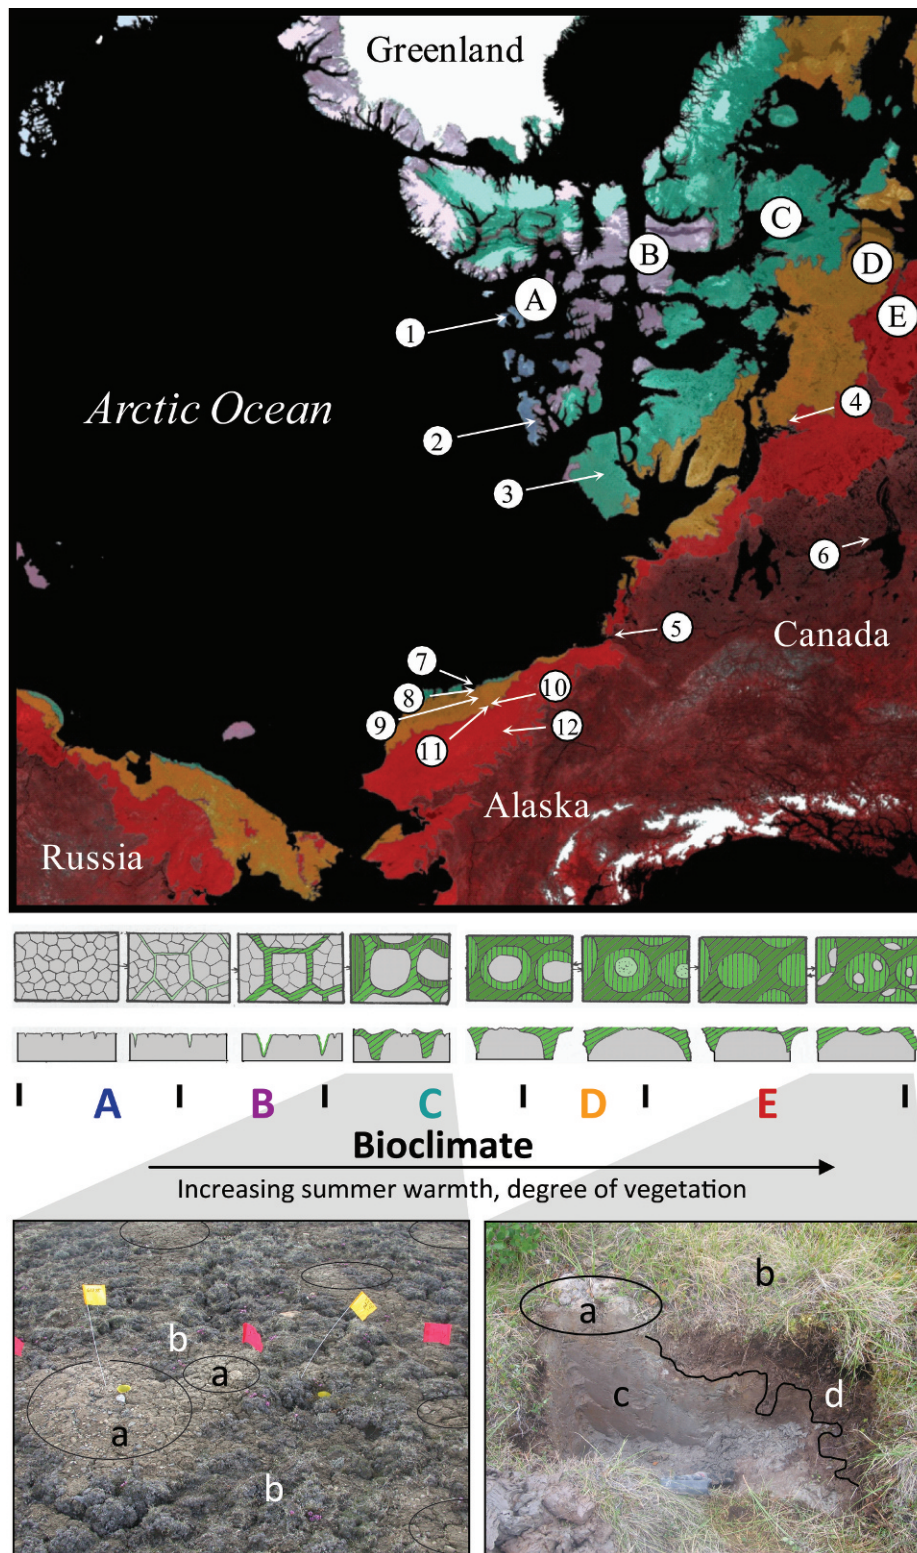 Greenland
C
B
D
A
E
1
Arctic Ocean
4
2
3
6
5
Canada
7
8
10
9
11
12
Alaska
Russia
A B C D E
Bioclimate
Increasing summer warmth, degree of vegetation
b
a
a
b
b
a
c
d